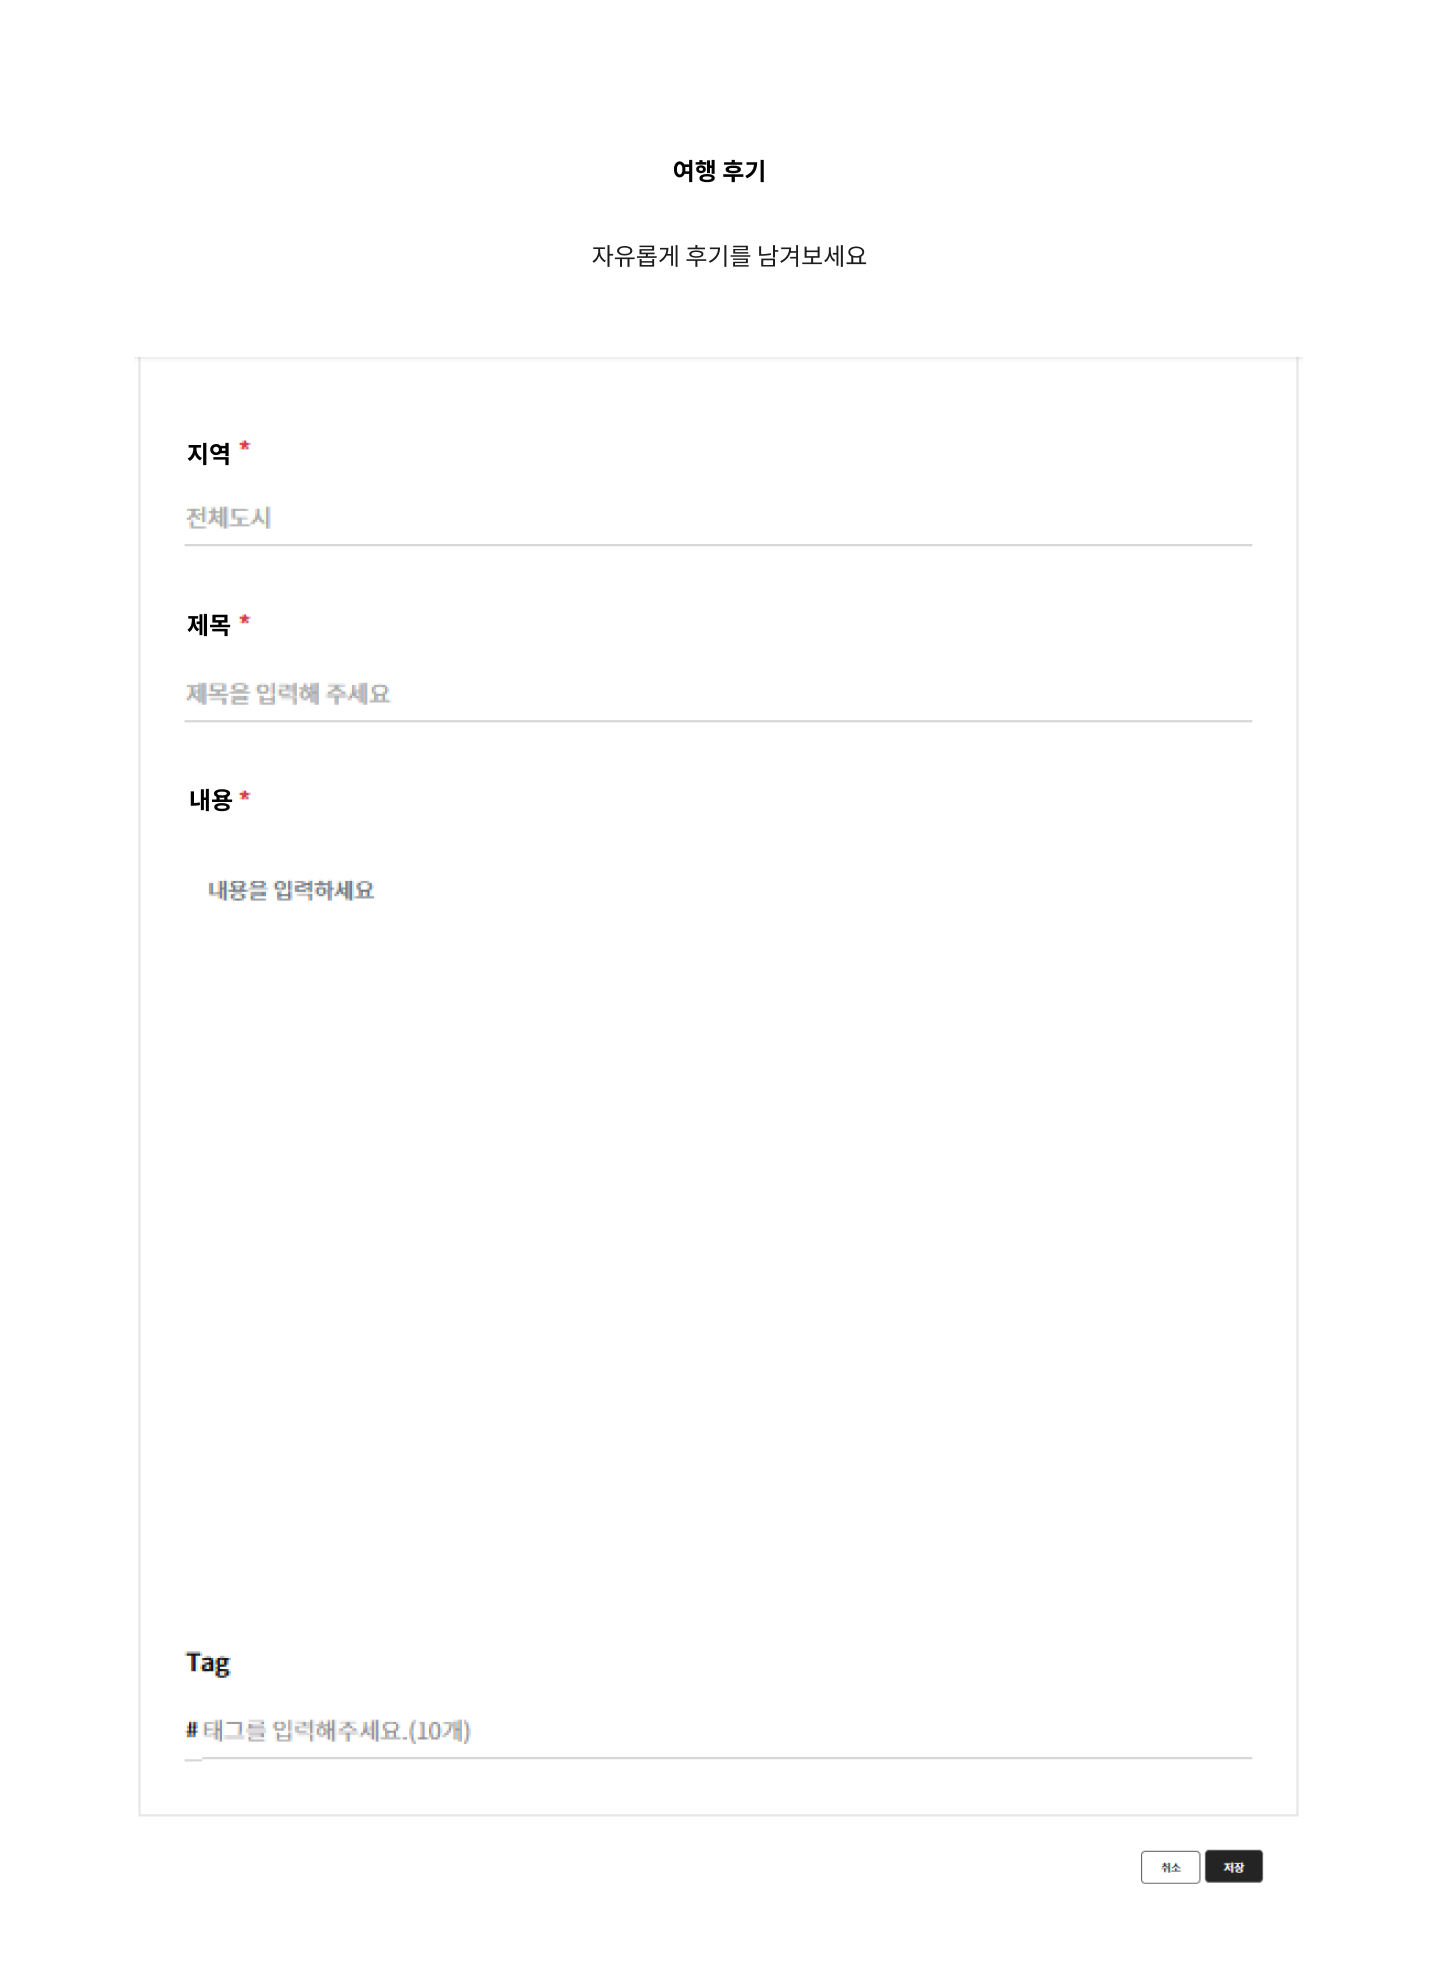 여행 후기
자유롭게 후기를 남겨보세요
지역 *
전체도시
제목 *
제목을 입력해 주세요
내용 *
내용을 입력하세요
Tag
# 태그를 입력해주세요.(10개)
취소 저장